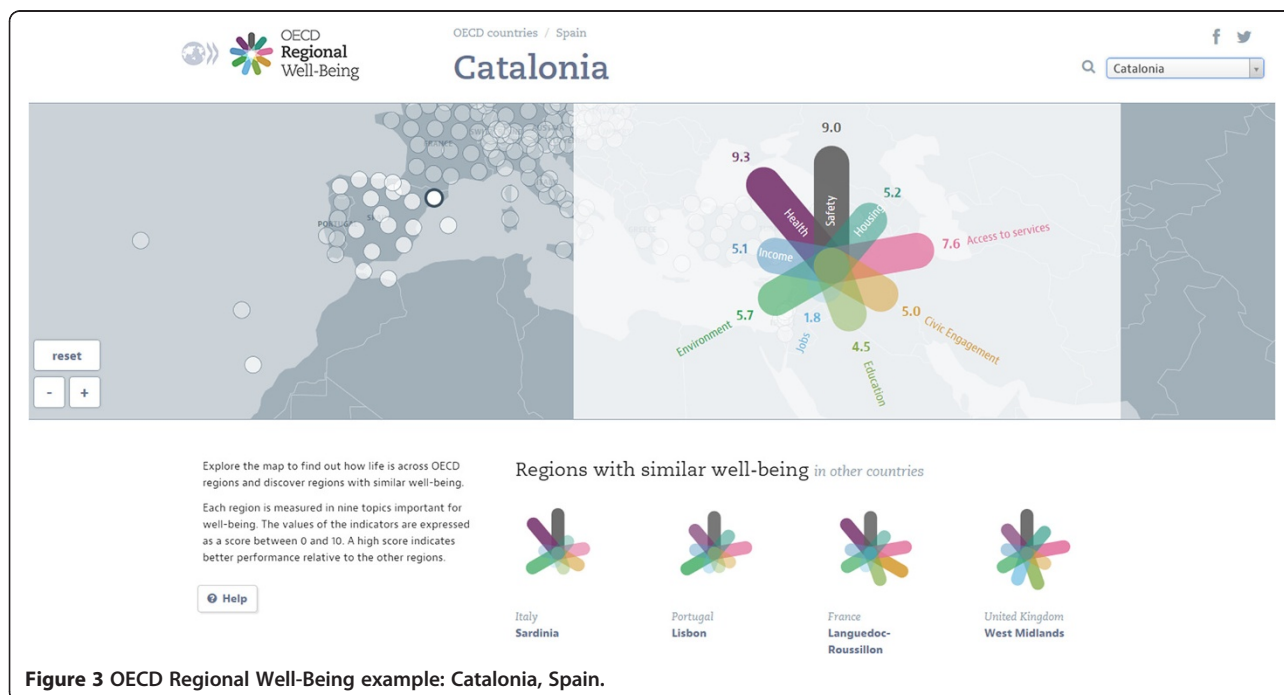 OECD
Regional
Well-Being
OECD countries / Spain
Catalonia
Catalonia
FRANCE
reset
-
+
9.3
9.0
5.2
7.6
5.0
4.5
1.8
5.7
5.1
Health
Safety
Housing
Access to services
Civic Engagement
Education
Jobs
Environment
Income
Explore the map to find out how life is across OECD
regions and discover regions with similar well-being.
Each region is measured in nine topics important for
well-being. The values of the indicators are expressed
as a score between 0 and 10. A high score indicates
better performance relative to the other regions.
Help
Regions with similar well-being in other countries
Italy
Sardinia
Portugal
Lisbon
France
Languedoc-
Roussillon
United Kingdom
West Midlands
Figure 3 OECD Regional Well-Being example: Catalonia, Spain.